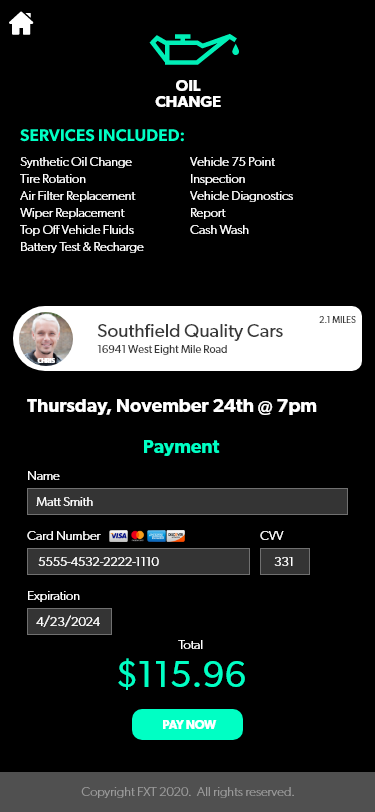 OIL
CHANGE
SERVICES INCLUDED:
Synthetic Oil Change
Tire Rotation
Air Filter Replacement
Wiper Replacement
Top Off Vehicle Fluids
Battery Test & Recharge
Vehicle 75 Point
Inspection
Vehicle Diagnostics
Report
Cash Wash
2.1 MILES
CHRIS
Southfield Quality Cars
16941 West Eight Mile Road
Thursday, November 24th @ 7pm
Payment
Name
Matt Smith
Card Number VISA CVV
5555-4532-2222-1110 331
Expiration
4/23/2024
Total
$115.96
PAY NOW
Copyright FXT 2020. All rights reserved.